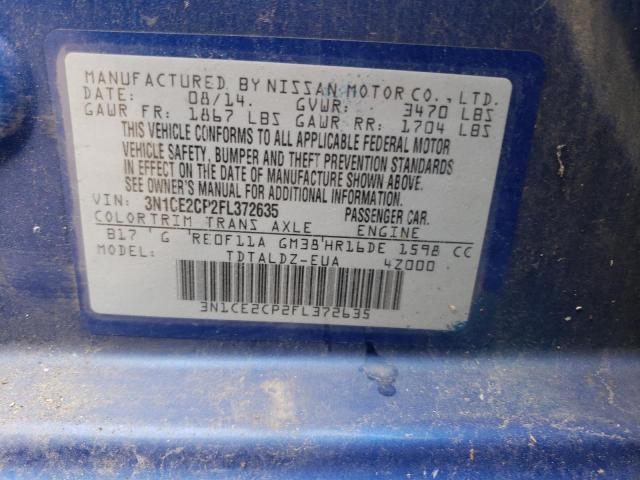 MANUFACTURED BY NISSAN MOTOR CO., LTD.
DATE: 08/14. GVWR: 3470 LBS
GAWR FR: 1867 LBS GAWR RR: 1704 LBS
THIS VEHICLE CONFORMS TO ALL APPLICABLE FEDERAL MOTOR
VEHICLE SAFETY, BUMPER AND THEFT PREVENTION STANDARDS
IN EFFECT ON THE DATE OF MANUFACTURE SHOWN ABOVE.
SEE OWNER'S MANUAL FOR ADDITIONAL INFORMATION.
VIN: 3N1CE2CP2FL372635 PASSENGER CAR.
COLOR TRIM TRANS AXLE ENGINE
B17 G RE0F11A GM38 HR16DE 1598 CC
MODEL: TDTALDZ-EUA 4Z000
3N1CE2CP2FL372635